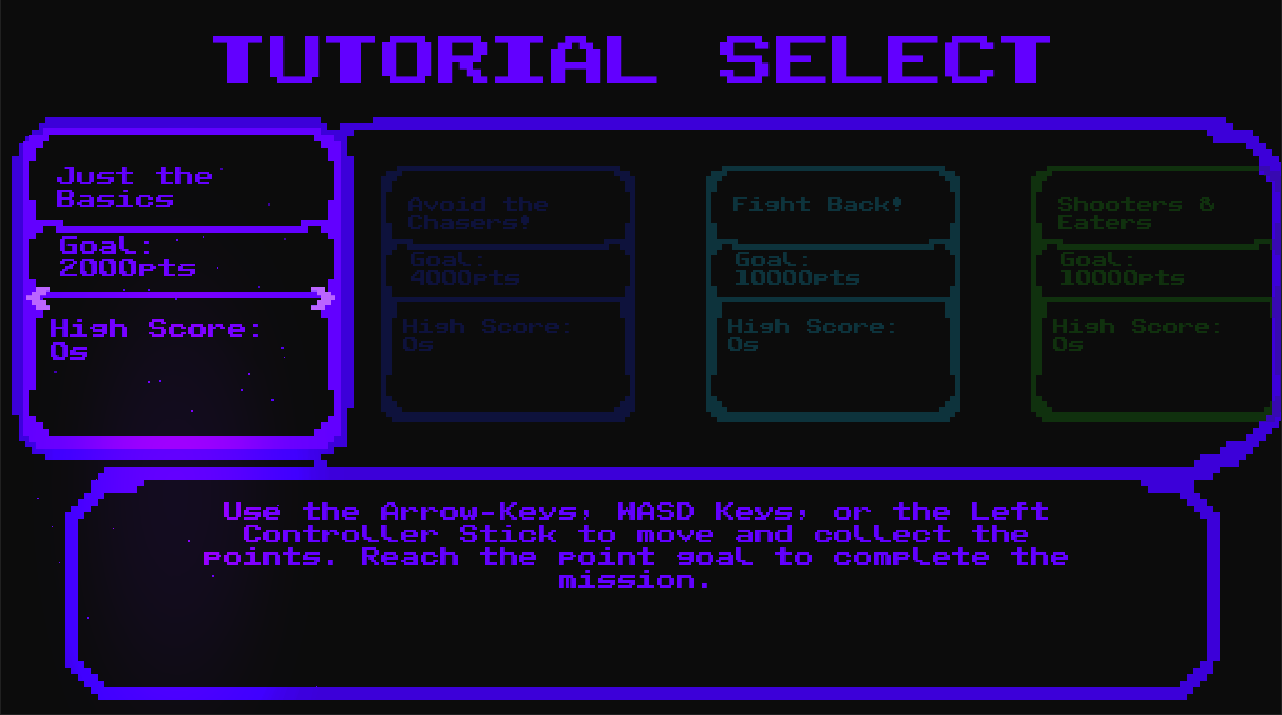 TUTORIAL SELECT
Just the
Basics
Goal:
2000pts
High Score:
0s
Avoid the
Chasers!
Goal:
4000pts
High Score:
0s
Fight Back!
Goal:
10000pts
High Score:
0s
Shooters &
Eaters
Goal:
10000pts
High Score:
0s
Use the Arrow-Keys, WASD Keys, or the Left
Controller Stick to move and collect the
points. Reach the point goal to complete the
mission.